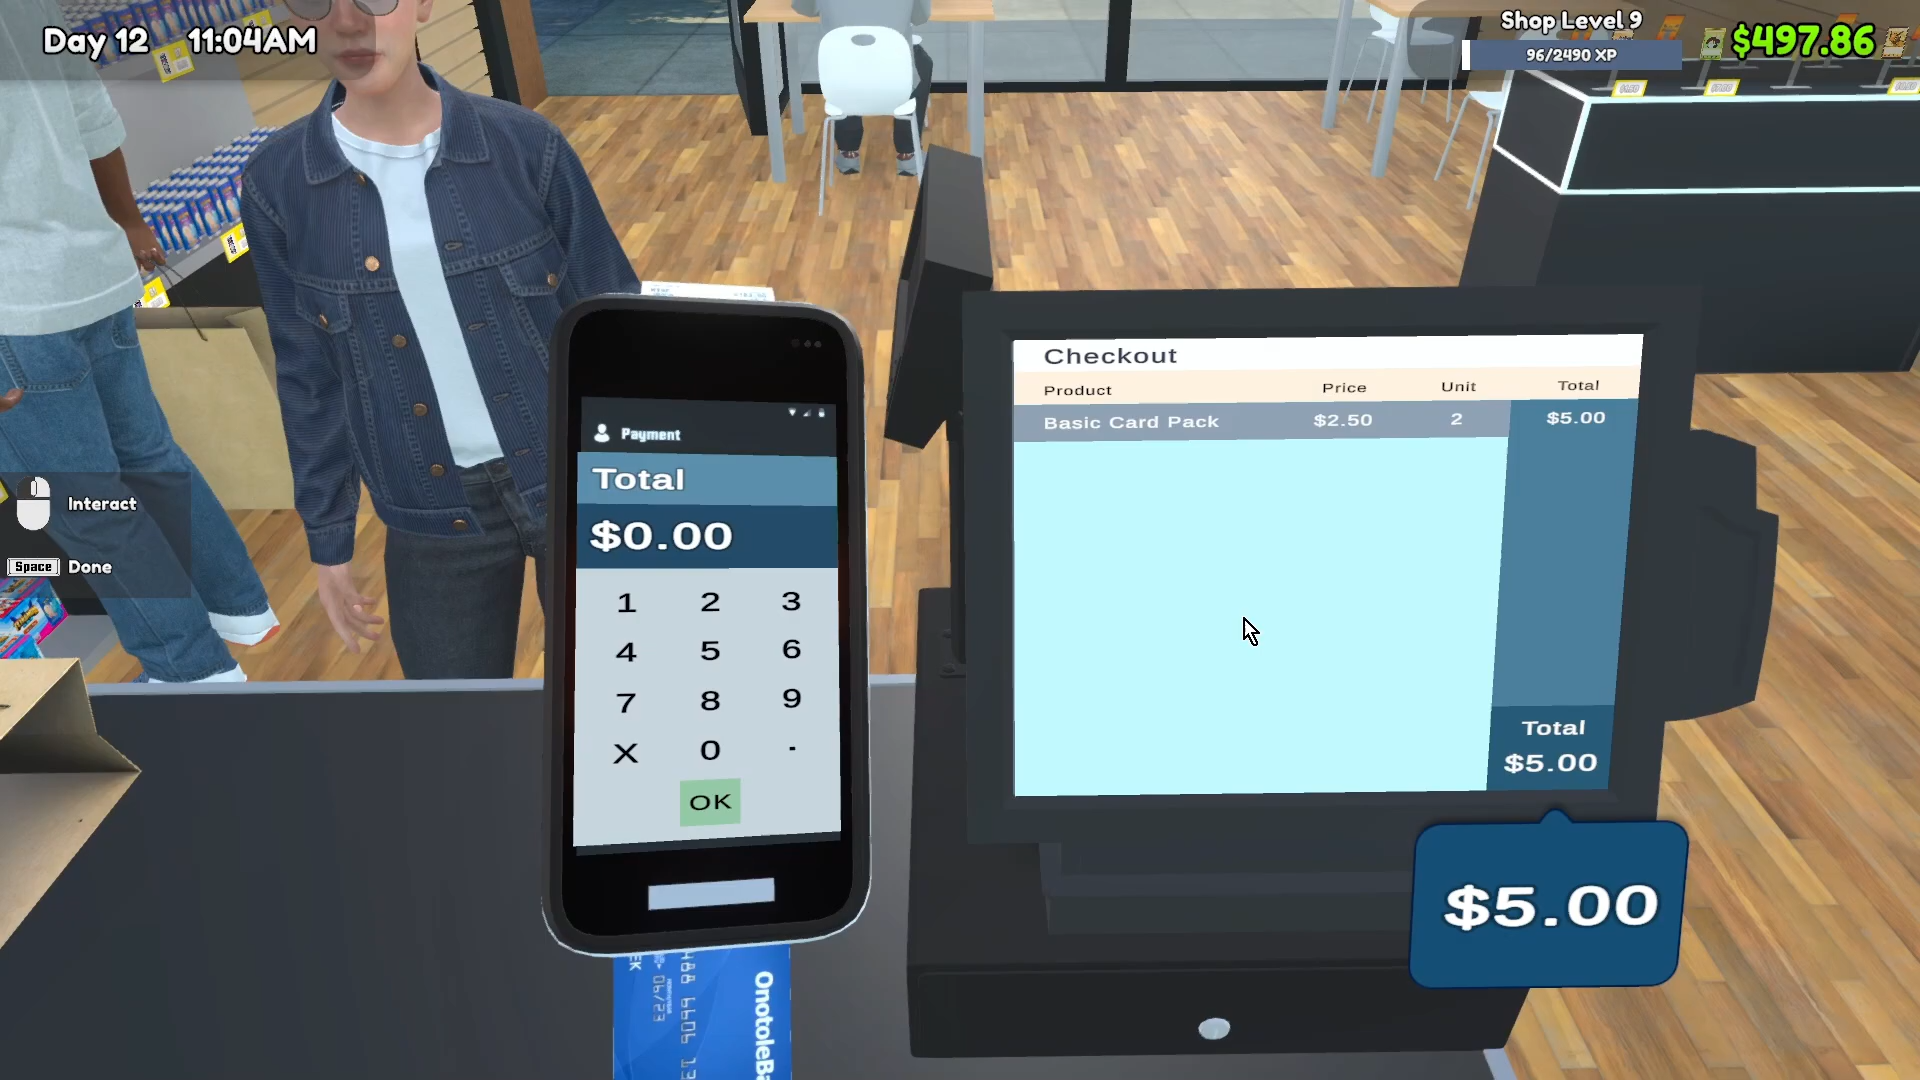 Day 12 11:04AM
Shop Level 9
96/2490 XP
$497.86
Interact
Space Done
Payment
Total
$0.00
1 2 3
4 5 6
7 8 9
X 0 .
OK
Checkout
Product Price Unit Total
Basic Card Pack $2.50 2 $5.00
Total
$5.00
$5.00
OnotoleBa